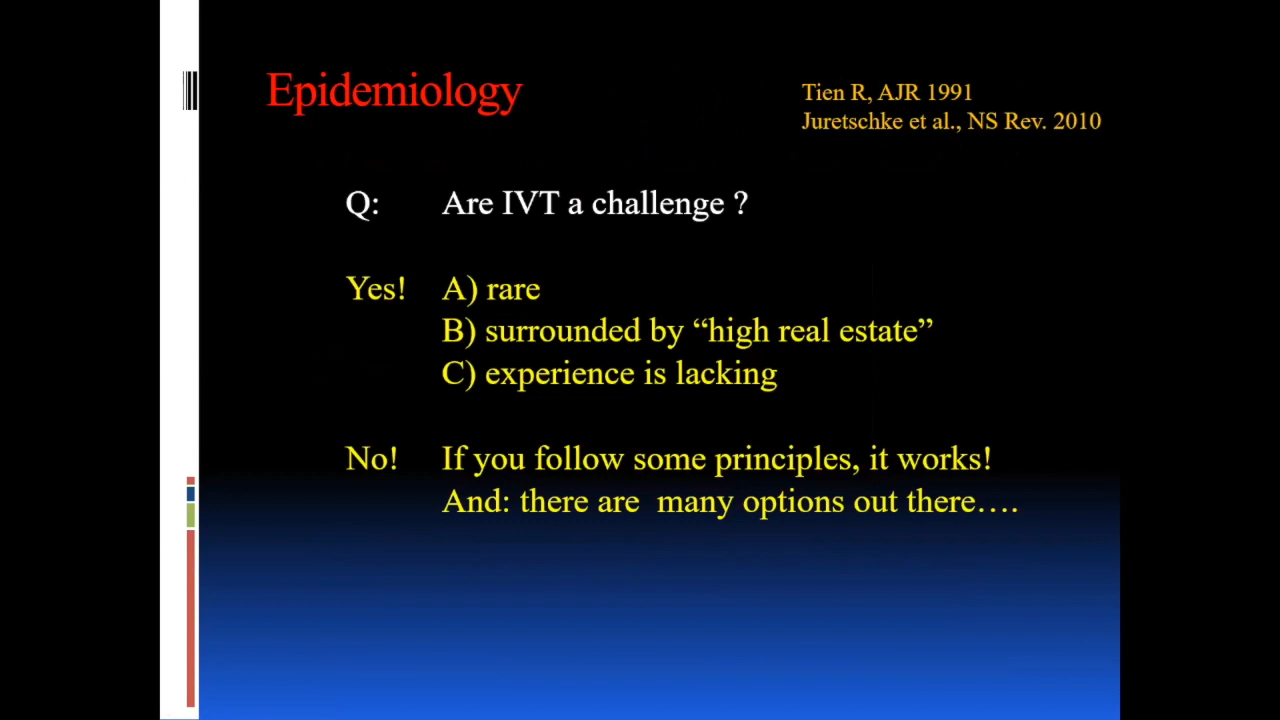 Epidemiology
Tien R, AJR 1991
Juretschke et al., NS Rev. 2010
Q: Are IVT a challenge ?
Yes! A) rare
B) surrounded by “high real estate”
C) experience is lacking
No! If you follow some principles, it works!
And: there are many options out there….